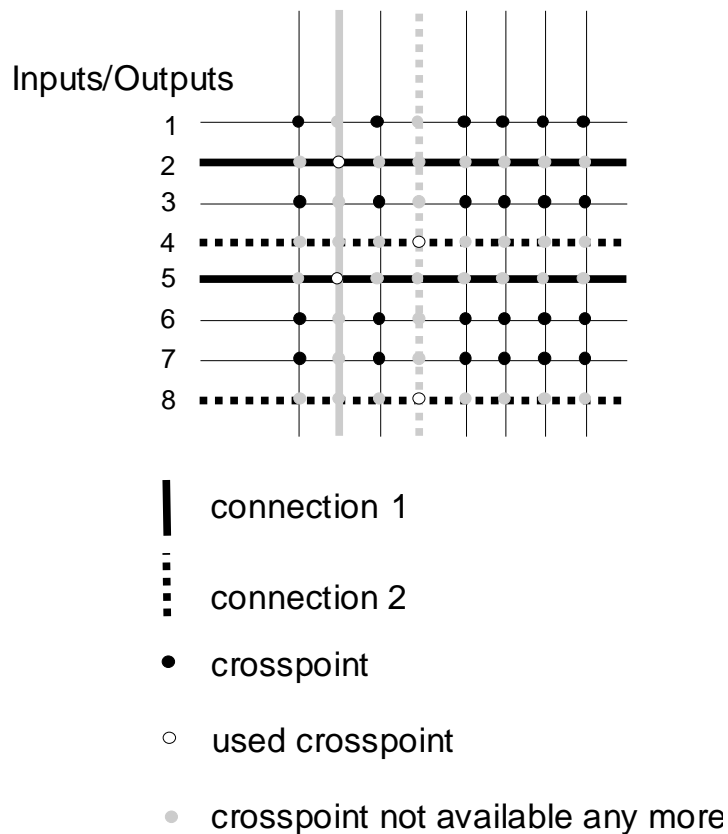 Inputs/Outputs
1
2
3
4
5
6
7
8
connection 1
connection 2
crosspoint
used crosspoint
crosspoint not available any more